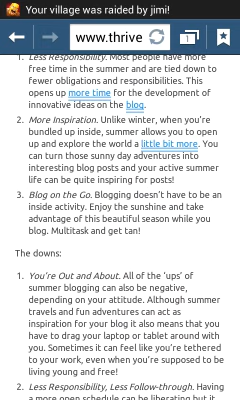 Your village was raided by jimi!
www.thrive
1. Less Responsibility. Most people have more
free time in the summer and are tied down to
fewer obligations and responsibilities. This
opens up more time for the development of
innovative ideas on the blog.
2. More Inspiration. Unlike winter, when you're
bundled up inside, summer allows you to open
up and explore the world a little bit more. You
can turn those sunny day adventures into
interesting blog posts and your active summer
life can be quite inspiring for posts!
3. Blog on the Go. Blogging doesn't have to be an
inside activity. Enjoy the sunshine and take
advantage of this beautiful season while you
blog. Multitask and get tan!
The downs:
1. You're Out and About. All of the 'ups' of
summer blogging can also be negative,
depending on your attitude. Although summer
travels and fun adventures can act as
inspiration for your blog it also means that you
have to drag your laptop or tablet around with
you. Sometimes it can feel like you're tethered
to your work, even when you're supposed to be
living young and free!
2. Less Responsibility, Less Follow-through. Having
a more open schedule can be liberating but it